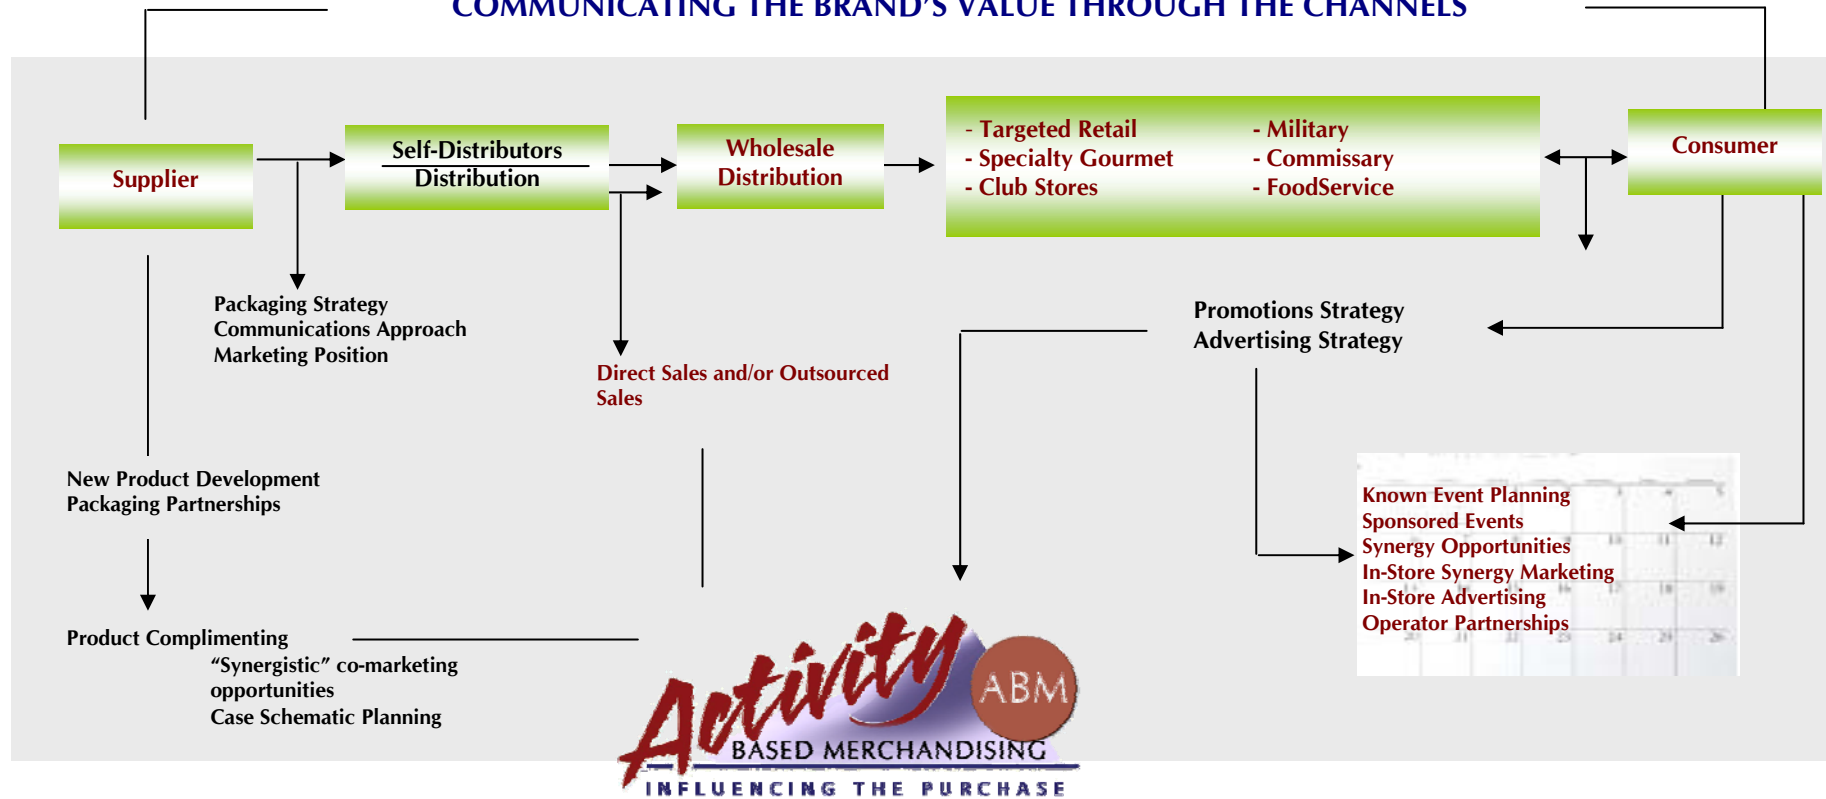 COMMUNICATING THE BRAND'S VALUE THROUGH THE CHANNELS
Supplier
Self-Distributors
Distribution
Wholesale
Distribution
- Targeted Retail
- Specialty Gourmet
- Club Stores
- Military
- Commissary
- FoodService
Consumer
Packaging Strategy
Communications Approach
Marketing Position
Direct Sales and/or Outsourced
Sales
Promotions Strategy
Advertising Strategy
New Product Development
Packaging Partnerships
Known Event Planning
Sponsored Events
Synergy Opportunities
In-Store Synergy Marketing
In-Store Advertising
Operator Partnerships
Product Complimenting
“Synergistic” co-marketing
opportunities
Case Schematic Planning
Activity
ABM
BASED MERCHANDISING
INFLUENCING THE PURCHASE